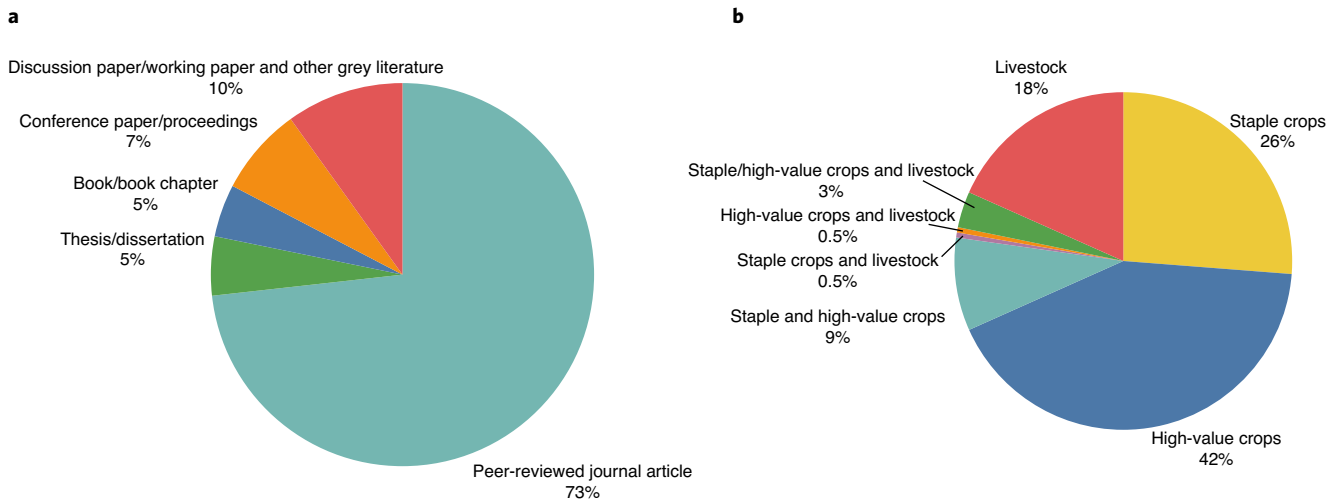 a
Discussion paper/working paper and other grey literature
10%
Conference paper/proceedings
7%
Book/book chapter
5%
Thesis/dissertation
5%
Peer-reviewed journal article
73%
b
Livestock
18%
Staple crops
26%
Staple/high-value crops and livestock
3%
High-value crops and livestock
0.5%
Staple crops and livestock
0.5%
Staple and high-value crops
9%
High-value crops
42%